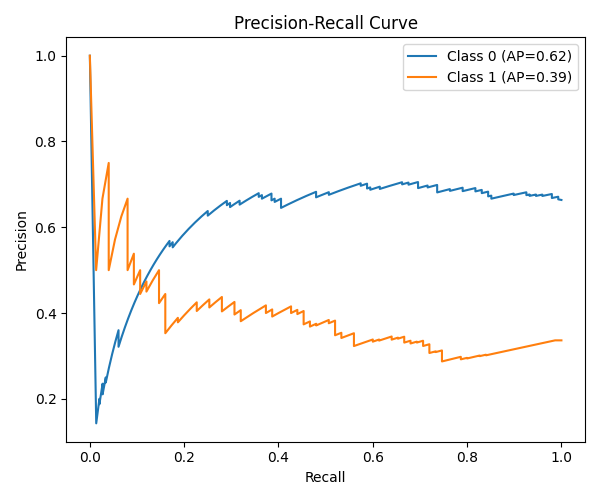 Precision-Recall Curve
Class 0 (AP=0.62)
Class 1 (AP=0.39)
Precision
1.0
0.8
0.6
0.4
0.2
0.0 0.2 0.4 0.6 0.8 1.0
Recall